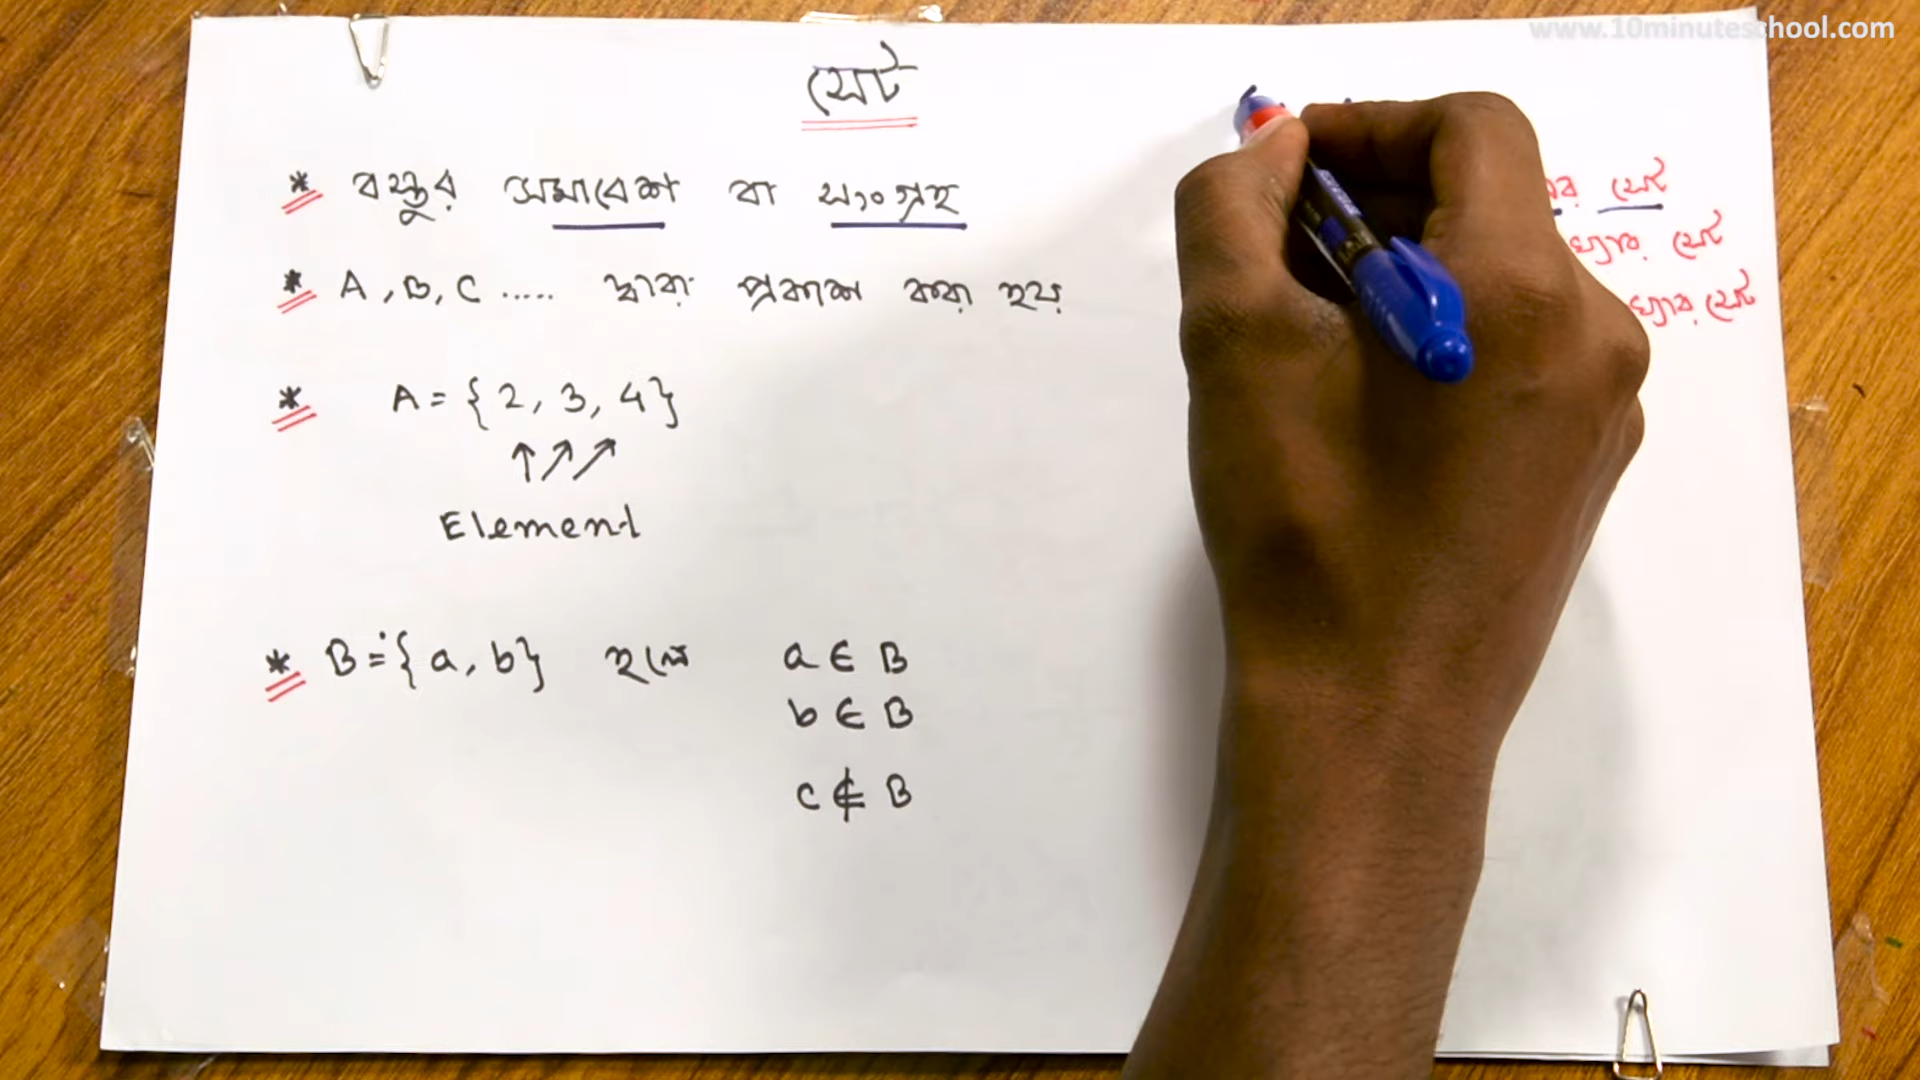 www.10minuteschool.com
সেট
* বস্তুর সমাবেশ বা সংগ্রহ
* A, B, C ..... দ্বারা প্রকাশ করা হয়
* A = {2, 3, 4}
Element
* B = {a, b} হলে a ∈ B
b ∈ B
c ∉ B
সেট
সেট
সেট